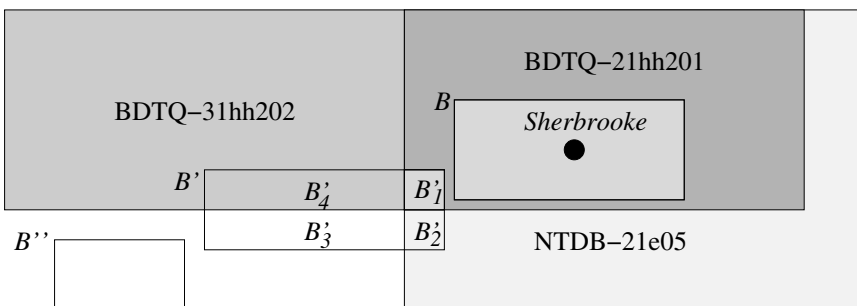 BDTQ−21hh201
B
BDTQ−31hh202
Sherbrooke
B'
B'4
B'1
B''
B'3
B'2
NTDB−21e05